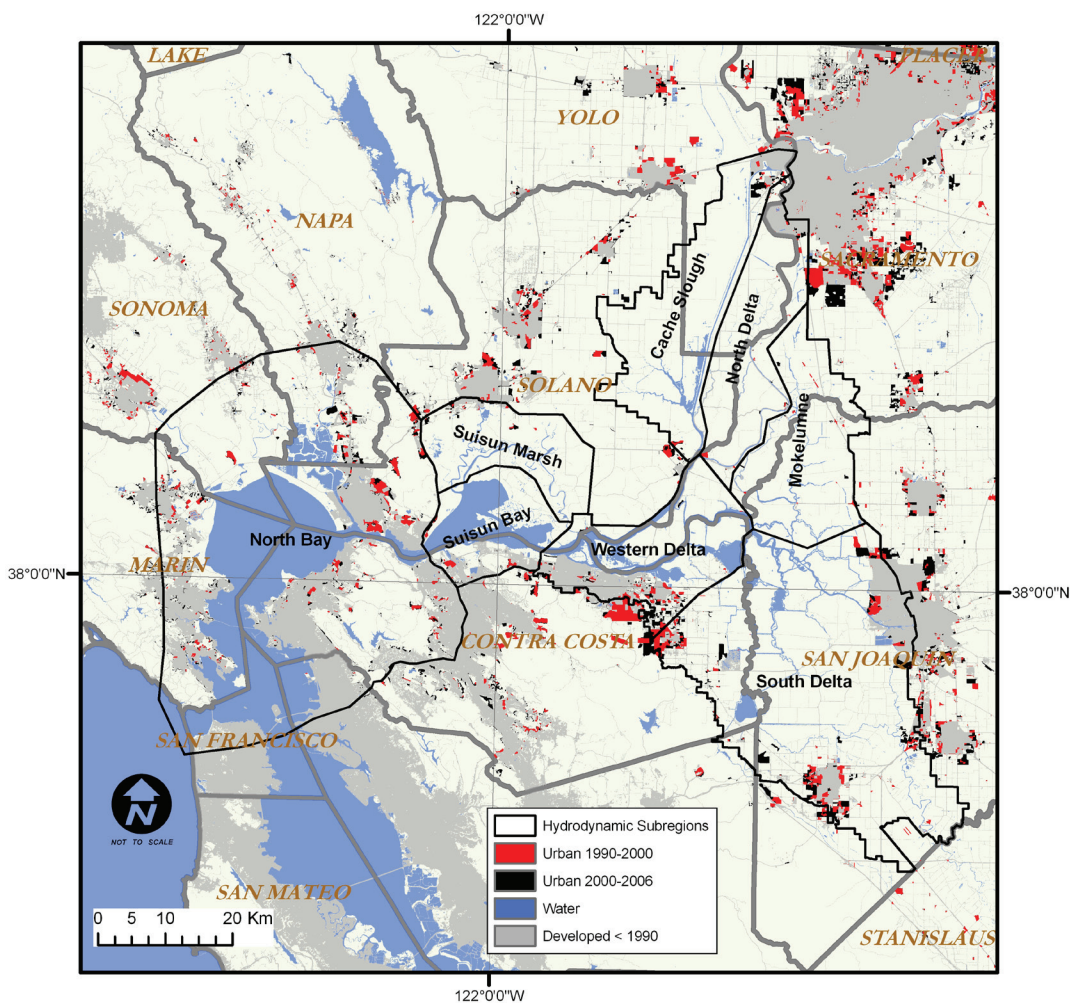 122°0'0"W
LAKE
PLACER
YOLO
NAPA
SACRAMENTO
SONOMA
Cache Slough
North Delta
SOLANO
Mokelumne
Suisun Marsh
Suisun Bay
North Bay
Western Delta
MARIN
38°0'0"N
38°0'0"N
CONTRA COSTA
SAN JOAQUIN
South Delta
SAN FRANCISCO
N
NOT TO SCALE
Hydrodynamic Subregions
Urban 1990-2000
Urban 2000-2006
Water
Developed < 1990
SAN MATEO
0 5 10 20 Km
STANISLAUS
122°0'0"W